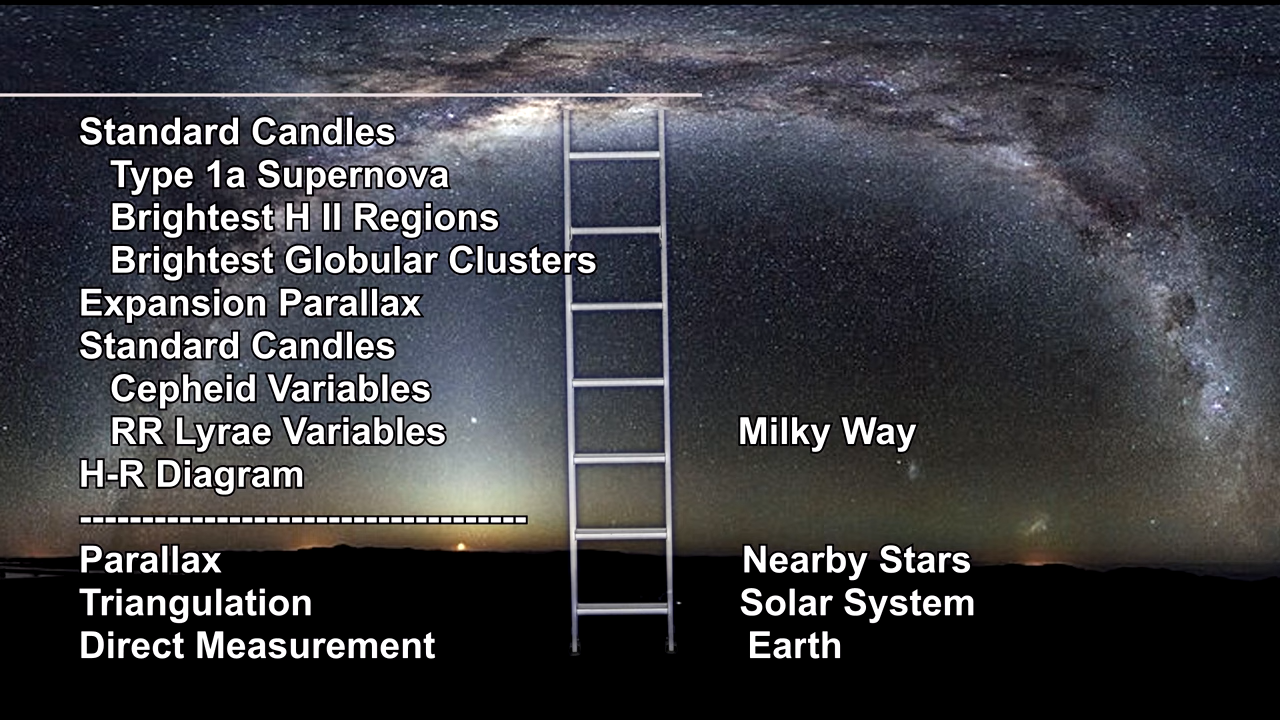 Standard Candles
Type 1a Supernova
Brightest H II Regions
Brightest Globular Clusters
Expansion Parallax
Standard Candles
Cepheid Variables
RR Lyrae Variables Milky Way
H-R Diagram
------------------------------------
Parallax Nearby Stars
Triangulation Solar System
Direct Measurement Earth